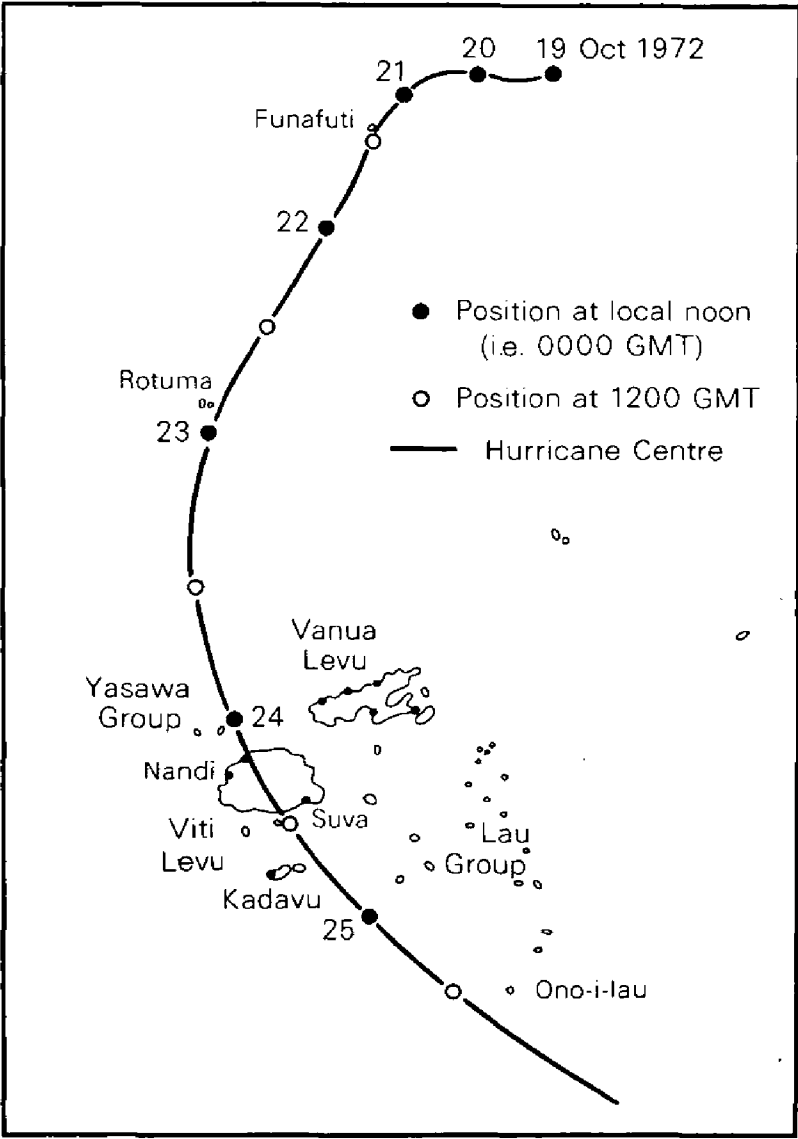 20
19 Oct 1972
21
Funafuti
22
Position at local noon
(i.e. 0000 GMT)
Rotuma
Position at 1200 GMT
23
Hurricane Centre
Vanua
Levu
Yasawa
Group
24
Nandi
Suva
Viti
Levu
Lau
Group
Kadavu
25
Ono-i-lau